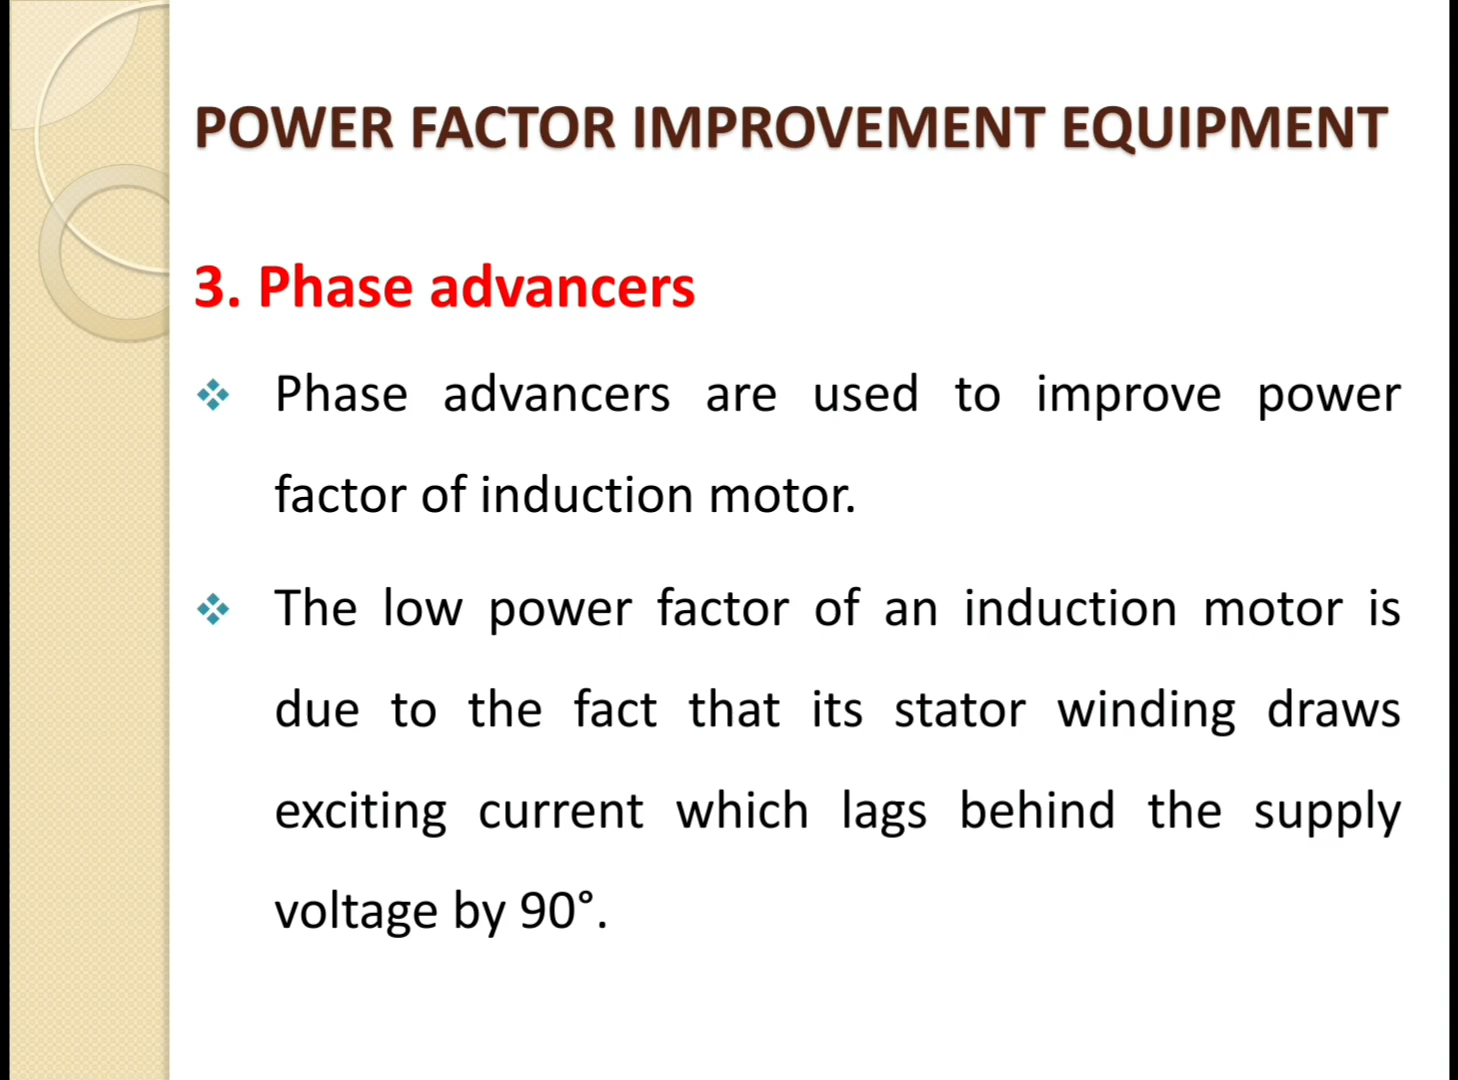 POWER FACTOR IMPROVEMENT EQUIPMENT
3. Phase advancers
❖ Phase advancers are used to improve power
factor of induction motor.
❖ The low power factor of an induction motor is
due to the fact that its stator winding draws
exciting current which lags behind the supply
voltage by 90°.